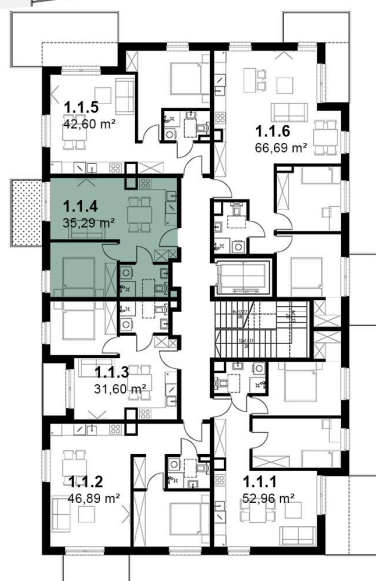 1.1.5
42,60 m²
1.1.6
66,69 m²
1.1.4
35,29 m²
1.1.3
31,60 m²
1.1.2
46,89 m²
1.1.1
52,96 m²